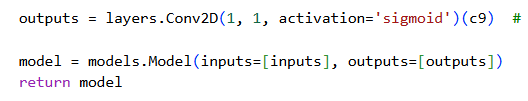 outputs = layers.Conv2D(1, 1, activation='sigmoid')(c9)  #
model = models.Model(inputs=[inputs], outputs=[outputs])
return model